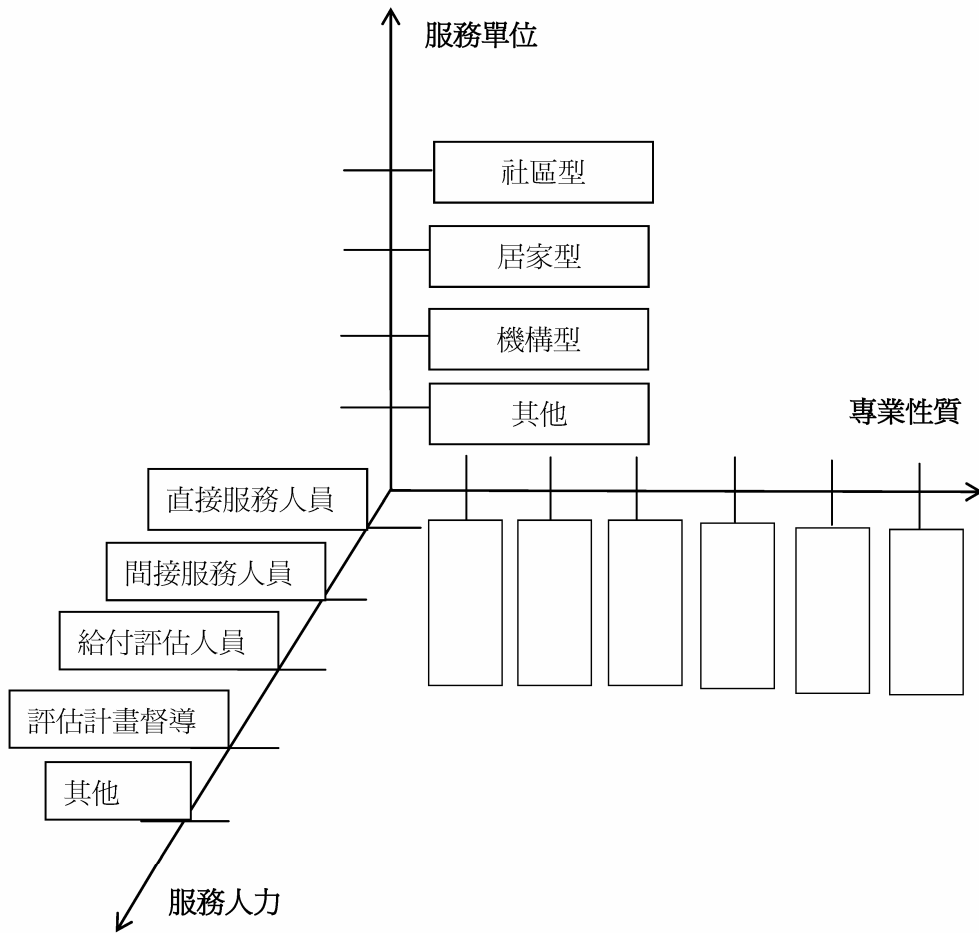 服務單位
社區型
居家型
機構型
其他
專業性質
直接服務人員
間接服務人員
給付評估人員
評估計畫督導
其他
服務人力